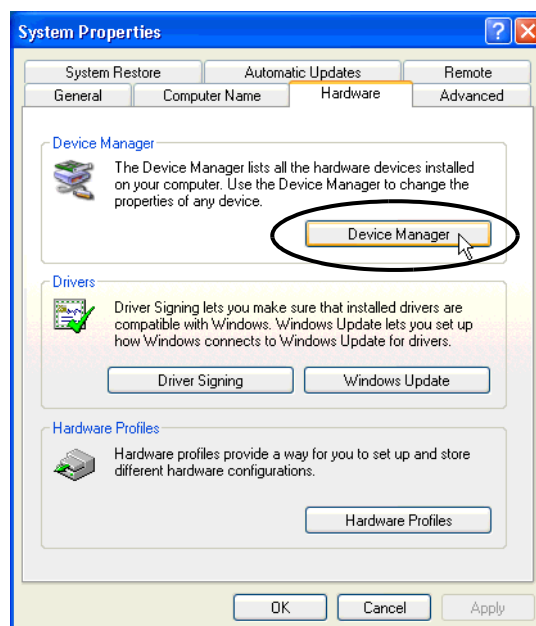 System Properties
System Restore Automatic Updates Remote
General Computer Name Hardware Advanced
Device Manager
The Device Manager lists all the hardware devices installed
on your computer. Use the Device Manager to change the
properties of any device.
Device Manager
Drivers
Driver Signing lets you make sure that installed drivers are
compatible with Windows. Windows Update lets you set up
how Windows connects to Windows Update for drivers.
Driver Signing Windows Update
Hardware Profiles
Hardware profiles provide a way for you to set up and store
different hardware configurations.
Hardware Profiles
OK Cancel Apply